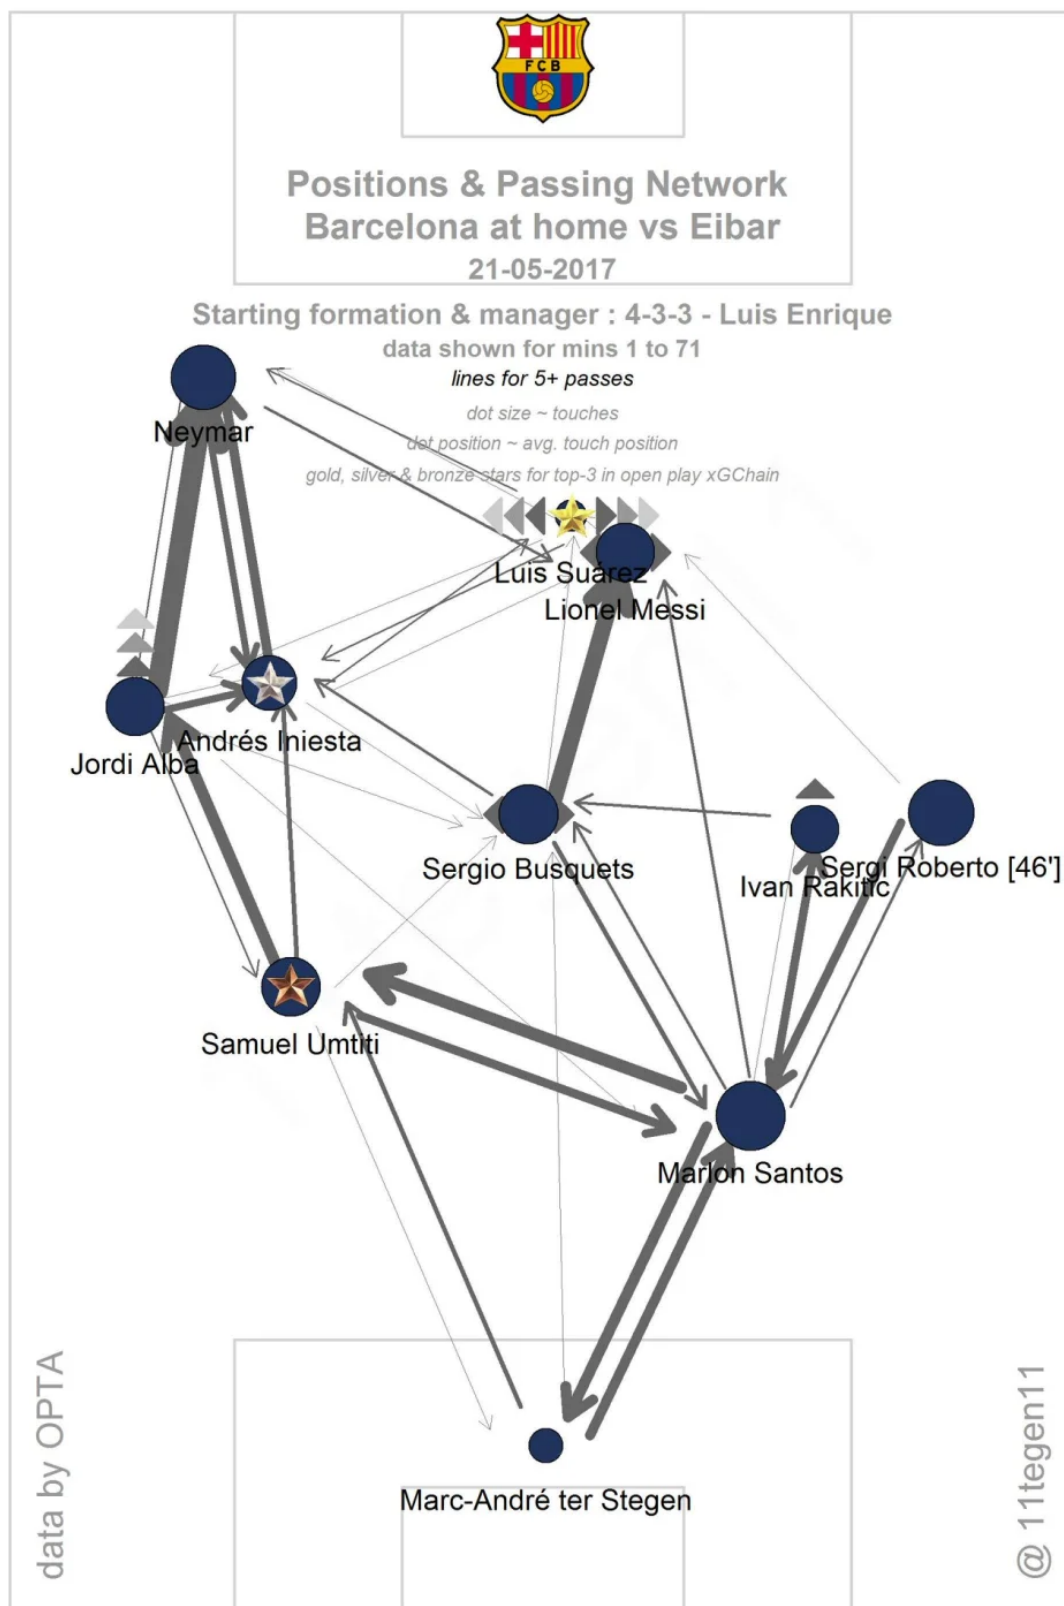 FCB
Positions & Passing Network
Barcelona at home vs Eibar
21-05-2017
Starting formation & manager : 4-3-3 - Luis Enrique
data shown for mins 1 to 71
lines for 5+ passes
dot size ~ touches
dot position ~ avg. touch position
gold, silver & bronze stars for top-3 in open play xGChain
Neymar
Luis Suárez
Lionel Messi
Andrés Iniesta
Jordi Alba
Sergio Busquets
Sergi Roberto [46']
Ivan Rakitic
Samuel Umtiti
Marlon Santos
Marc-André ter Stegen
data by OPTA
@ 11tegen11